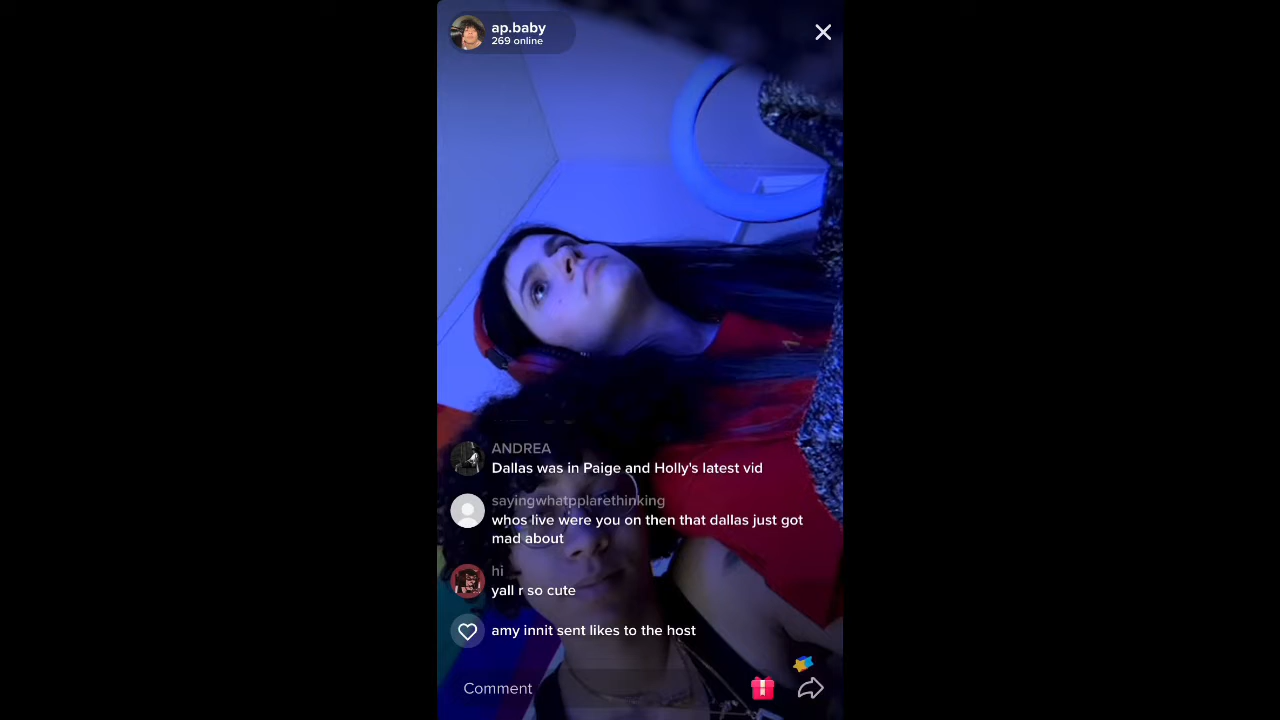 ap.baby
269 online
ANDREA
Dallas was in Paige and Holly's latest vid
sayingwhatpplarethinking
whos live were you on then that dallas just got
mad about
hi
yall r so cute
amy innit sent likes to the host
Comment